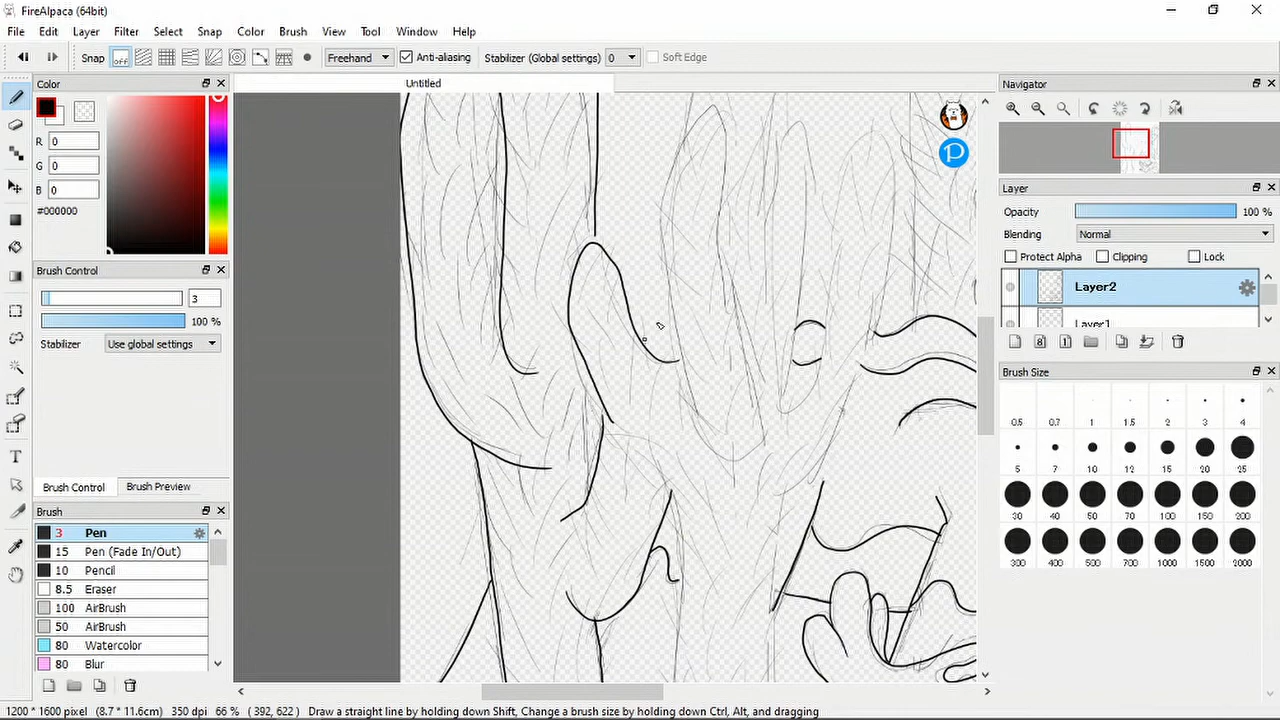 FireAlpaca (64bit)
File Edit Layer Filter Select Snap Color Brush View Tool Window Help
Snap off Freehand Anti-aliasing Stabilizer (Global settings) 0 Soft Edge
Color
Untitled
Navigator
R 0
G 0
B 0
#000000
Layer
Opacity 100 %
Blending Normal
Protect Alpha Clipping Lock
Layer2
Layer1
Brush Control
3
100 %
Stabilizer Use global settings
Brush Size
0.5 0.7 1 1.5 2 3 4
5 7 10 12 15 20 25
30 40 50 70 100 150 200
300 400 500 700 1000 1500 2000
Brush Control Brush Preview
Brush
3 Pen
15 Pen (Fade In/Out)
10 Pencil
8.5 Eraser
100 AirBrush
50 AirBrush
80 Watercolor
80 Blur
1200 * 1600 pixel (8.7 * 11.6cm) 350 dpi 66 % ( 392, 622 ) Draw a straight line by holding down Shift, Change a brush size by holding down Ctrl, Alt, and dragging